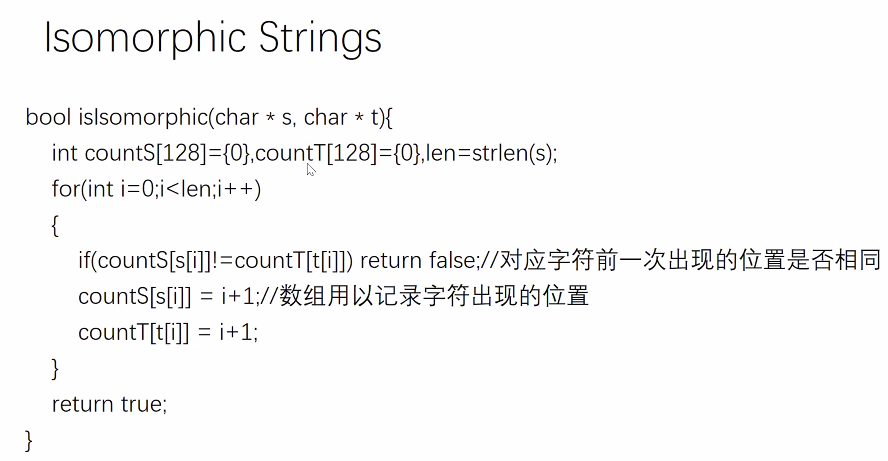 Isomorphic Strings
bool isIsomorphic(char * s, char * t){
int countS[128]={0},countT[128]={0},len=strlen(s);
for(int i=0;i<len;i++)
{
if(countS[s[i]]!=countT[t[i]]) return false;//对应字符前一次出现的位置是否相同
countS[s[i]] = i+1;//数组用以记录字符出现的位置
countT[t[i]] = i+1;
}
return true;
}